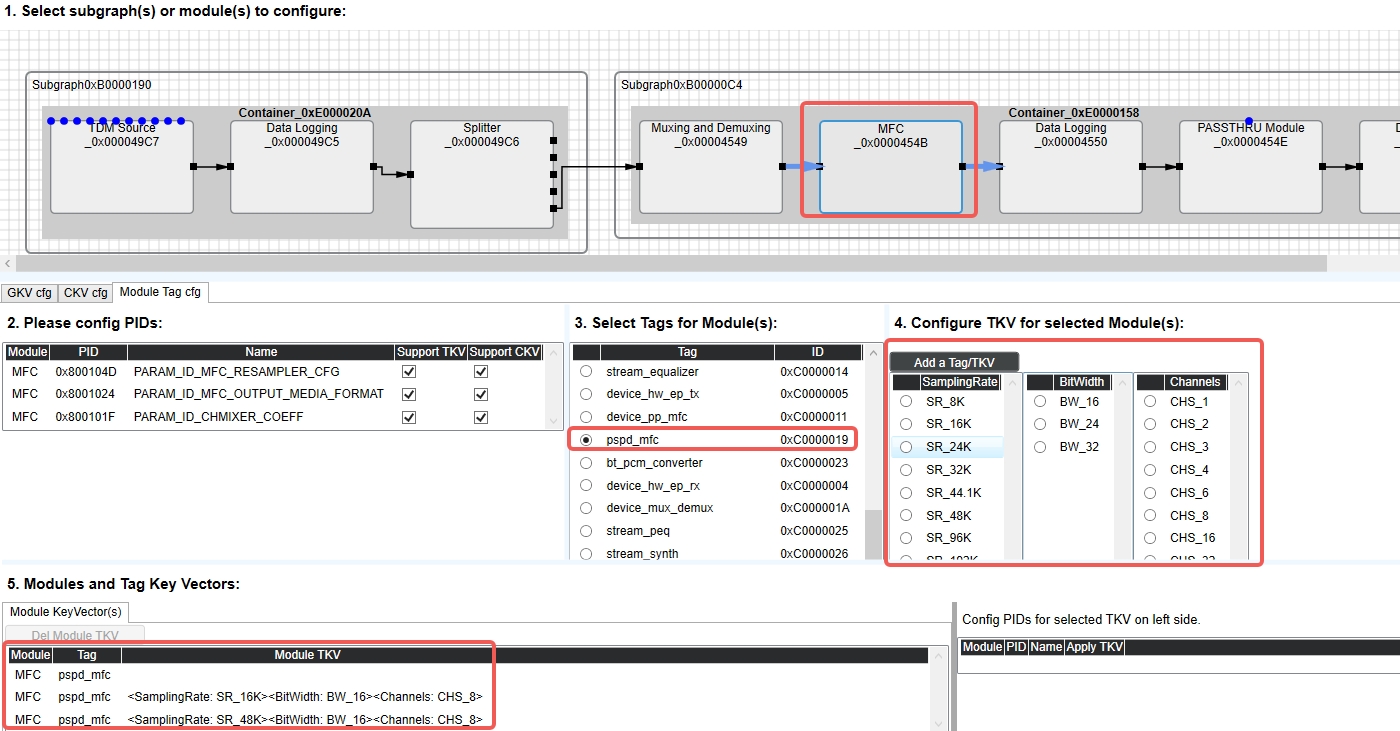 1. Select subgraph(s) or module(s) to configure:
Subgraph0xB0000190
Subgraph0xB00000C4
Container_0xE000020A
Container_0xE0000158
TDM Source
_0x000049C7
Data Logging
_0x000049C5
Splitter
_0x000049C6
Muxing and Demuxing
_0x00004549
MFC
_0x0000454B
Data Logging
_0x00004550
PASSTHRU Module
_0x0000454E
GKV cfg CKV cfg Module Tag cfg
2. Please config PIDs:
Module PID Name Support TKV Support CKV
MFC 0x800104D PARAM_ID_MFC_RESAMPLER_CFG
MFC 0x8001024 PARAM_ID_MFC_OUTPUT_MEDIA_FORMAT
MFC 0x800101F PARAM_ID_CHMIXER_COEFF
3. Select Tags for Module(s):
Tag ID
stream_equalizer 0xC0000014
device_hw_ep_tx 0xC0000005
device_pp_mfc 0xC0000011
pspd_mfc 0xC0000019
bt_pcm_converter 0xC0000023
device_hw_ep_rx 0xC0000004
device_mux_demux 0xC000001A
stream_peq 0xC0000025
stream_synth 0xC0000026
4. Configure TKV for selected Module(s):
Add a Tag/TKV
SamplingRate
SR_8K
SR_16K
SR_24K
SR_32K
SR_44.1K
SR_48K
SR_96K
SR_192K
BitWidth
BW_16
BW_24
BW_32
Channels
CHS_1
CHS_2
CHS_3
CHS_4
CHS_6
CHS_8
CHS_16
CHS_32
5. Modules and Tag Key Vectors:
Module KeyVector(s)
Del Module TKV
Module Tag Module TKV
MFC pspd_mfc
MFC pspd_mfc <SamplingRate: SR_16K><BitWidth: BW_16><Channels: CHS_8>
MFC pspd_mfc <SamplingRate: SR_48K><BitWidth: BW_16><Channels: CHS_8>
Config PIDs for selected TKV on left side.
Module PID Name Apply TKV